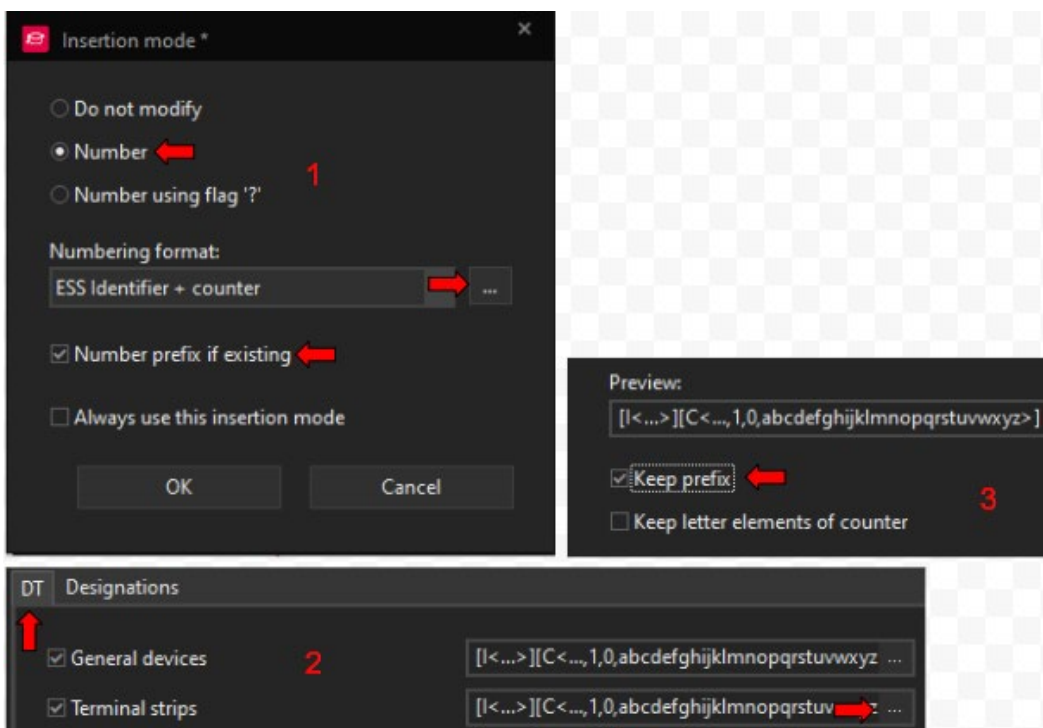 Insertion mode *
Do not modify
Number
1
Number using flag '?'
Numbering format:
ESS Identifier + counter
...
Number prefix if existing
Always use this insertion mode
OK
Cancel
Preview:
[I<...>][C<...,1,0,abcdefghijklmnopqrstuvwxyz>]
Keep prefix
3
Keep letter elements of counter
DT Designations
General devices
2
[I<...>][C<...,1,0,abcdefghijklmnopqrstuvwxyz ...
Terminal strips
[I<...>][C<...,1,0,abcdefghijklmnopqrstuv z ...